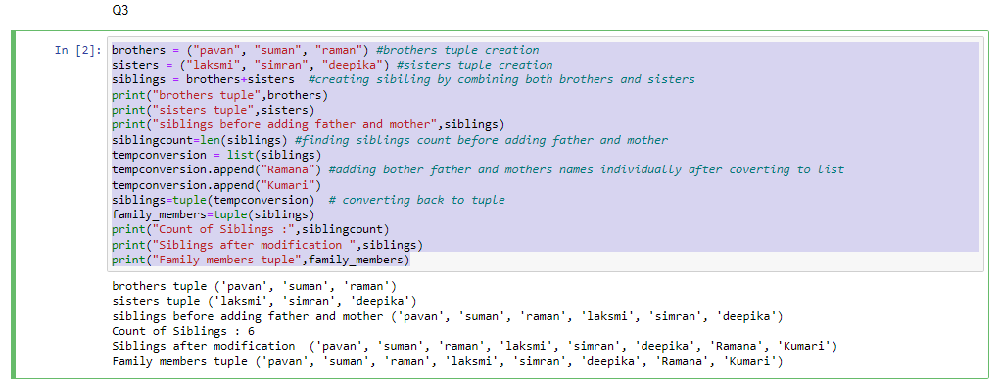 Q3
In [2]: brothers = ("pavan", "suman", "raman") #brothers tuple creation
sisters = ("laksmi", "simran", "deepika") #sisters tuple creation
siblings = brothers+sisters  #creating sibiling by combining both brothers and sisters
print("brothers tuple",brothers)
print("sisters tuple",sisters)
print("siblings before adding father and mother",siblings)
siblingcount=len(siblings) #finding siblings count before adding father and mother
tempconversion = list(siblings)
tempconversion.append("Ramana") #adding bother father and mothers names individually after coverting to list
tempconversion.append("Kumari")
siblings=tuple(tempconversion)  # converting back to tuple
family_members=tuple(siblings)
print("Count of Siblings :",siblingcount)
print("Siblings after modification ",siblings)
print("Family members tuple",family_members)
brothers tuple ('pavan', 'suman', 'raman')
sisters tuple ('laksmi', 'simran', 'deepika')
siblings before adding father and mother ('pavan', 'suman', 'raman', 'laksmi', 'simran', 'deepika')
Count of Siblings : 6
Siblings after modification  ('pavan', 'suman', 'raman', 'laksmi', 'simran', 'deepika', 'Ramana', 'Kumari')
Family members tuple ('pavan', 'suman', 'raman', 'laksmi', 'simran', 'deepika', 'Ramana', 'Kumari')